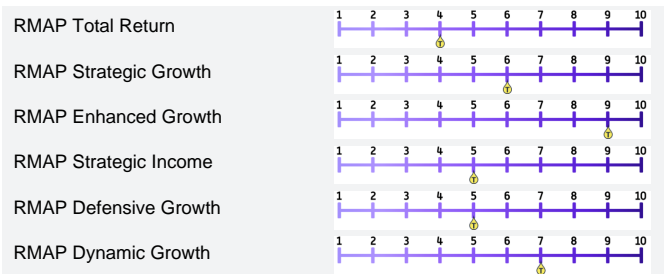 1 2 3 4 5 6 7 8 9 10
RMAP Total Return
T
1 2 3 4 5 6 7 8 9 10
RMAP Strategic Growth
T
1 2 3 4 5 6 7 8 9 10
RMAP Enhanced Growth
T
1 2 3 4 5 6 7 8 9 10
RMAP Strategic Income
T
1 2 3 4 5 6 7 8 9 10
RMAP Defensive Growth
T
1 2 3 4 5 6 7 8 9 10
RMAP Dynamic Growth
T